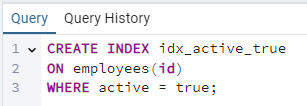 Query Query History
1 CREATE INDEX idx_active_true
2 ON employees(id)
3 WHERE active = true;